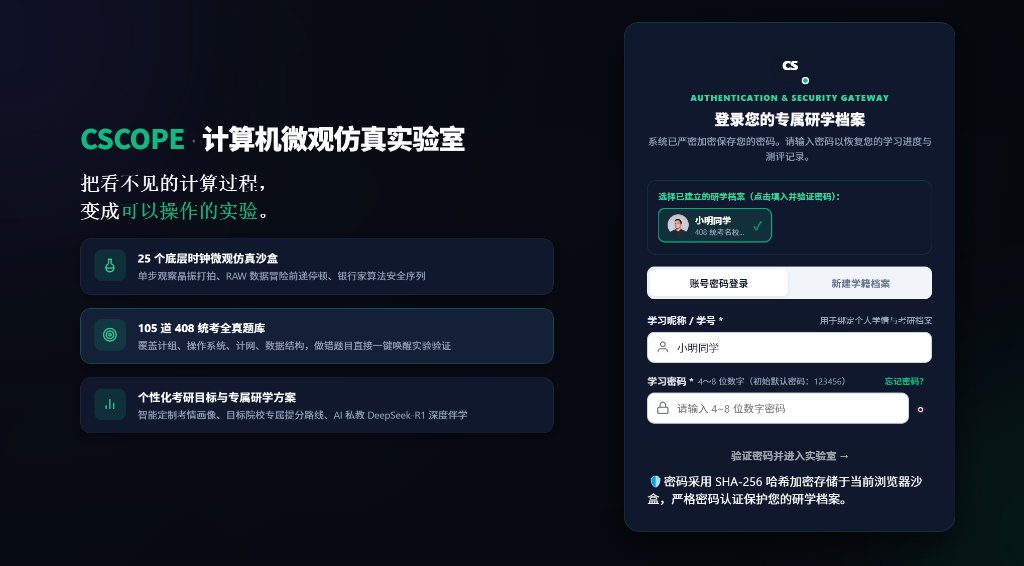 CSCOPE · 计算机微观仿真实验室
把看不见的计算过程，
变成可以操作的实验。
25 个底层时钟微观仿真沙盒
单步观察晶振打拍、RAW 数据冒险前递停顿、银行家算法安全序列
105 道 408 统考全真题库
覆盖计组、操作系统、计网、数据结构，做错题目直接一键唤醒实验验证
个性化考研目标与专属研学方案
智能定制考情画像、目标院校专属提分路线、AI 私教 DeepSeek-R1 深度伴学
CS
AUTHENTICATION & SECURITY GATEWAY
登录您的专属研学档案
系统已严密加密保存您的密码。请输入密码以恢复您的学习进度与
测评记录。
选择已建立的研学档案（点击填入并验证密码）：
小明同学
408 统考名校...
账号密码登录
新建学籍档案
学习昵称 / 学号 *
用于绑定个人学情与考研档案
小明同学
学习密码 * 4～8 位数字（初始默认密码：123456）
忘记密码？
请输入 4~8 位数字密码
验证密码并进入实验室 →
密码采用 SHA-256 哈希加密存储于当前浏览器沙
盒，严格密码认证保护您的研学档案。